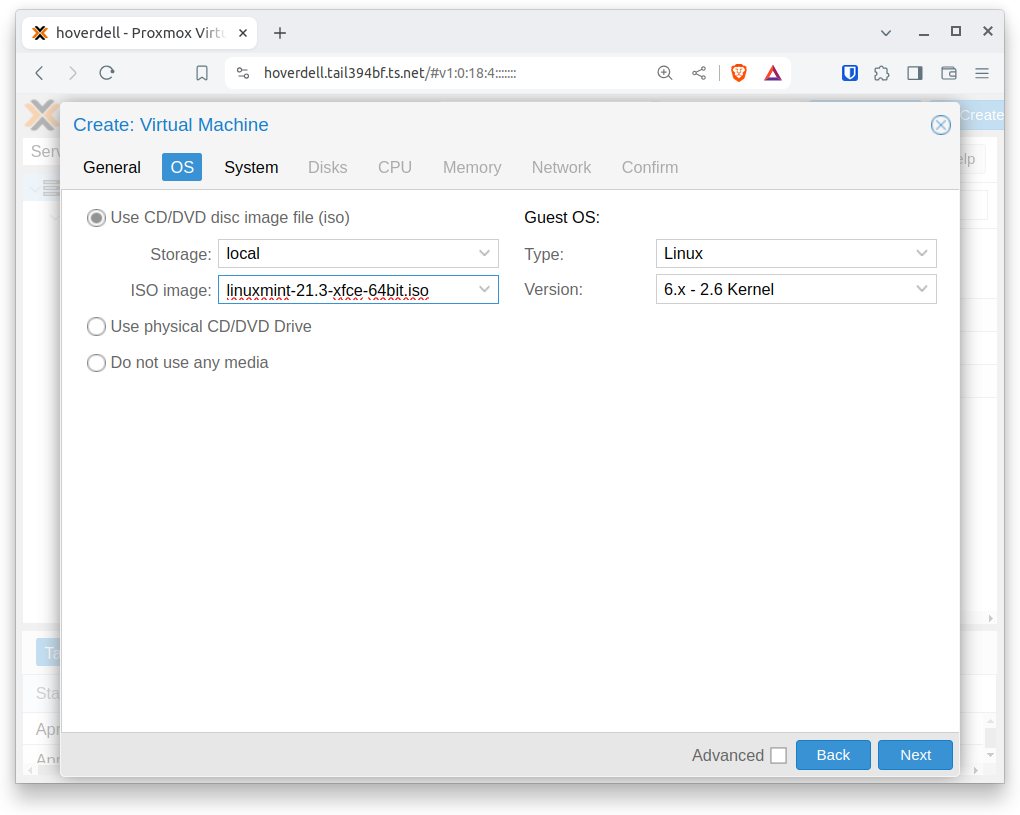 hoverdell - Proxmox Virtu
hoverdell.tail394bf.ts.net/#v1:0:18:4:::::::
Create
Serv
elp
Create: Virtual Machine
General OS System Disks CPU Memory Network Confirm
Use CD/DVD disc image file (iso) Guest OS:
Storage: local Type: Linux
ISO image: linuxmint-21.3-xfce-64bit.iso Version: 6.x - 2.6 Kernel
Use physical CD/DVD Drive
Do not use any media
Ta
Sta
Apr
Apr
Advanced Back Next